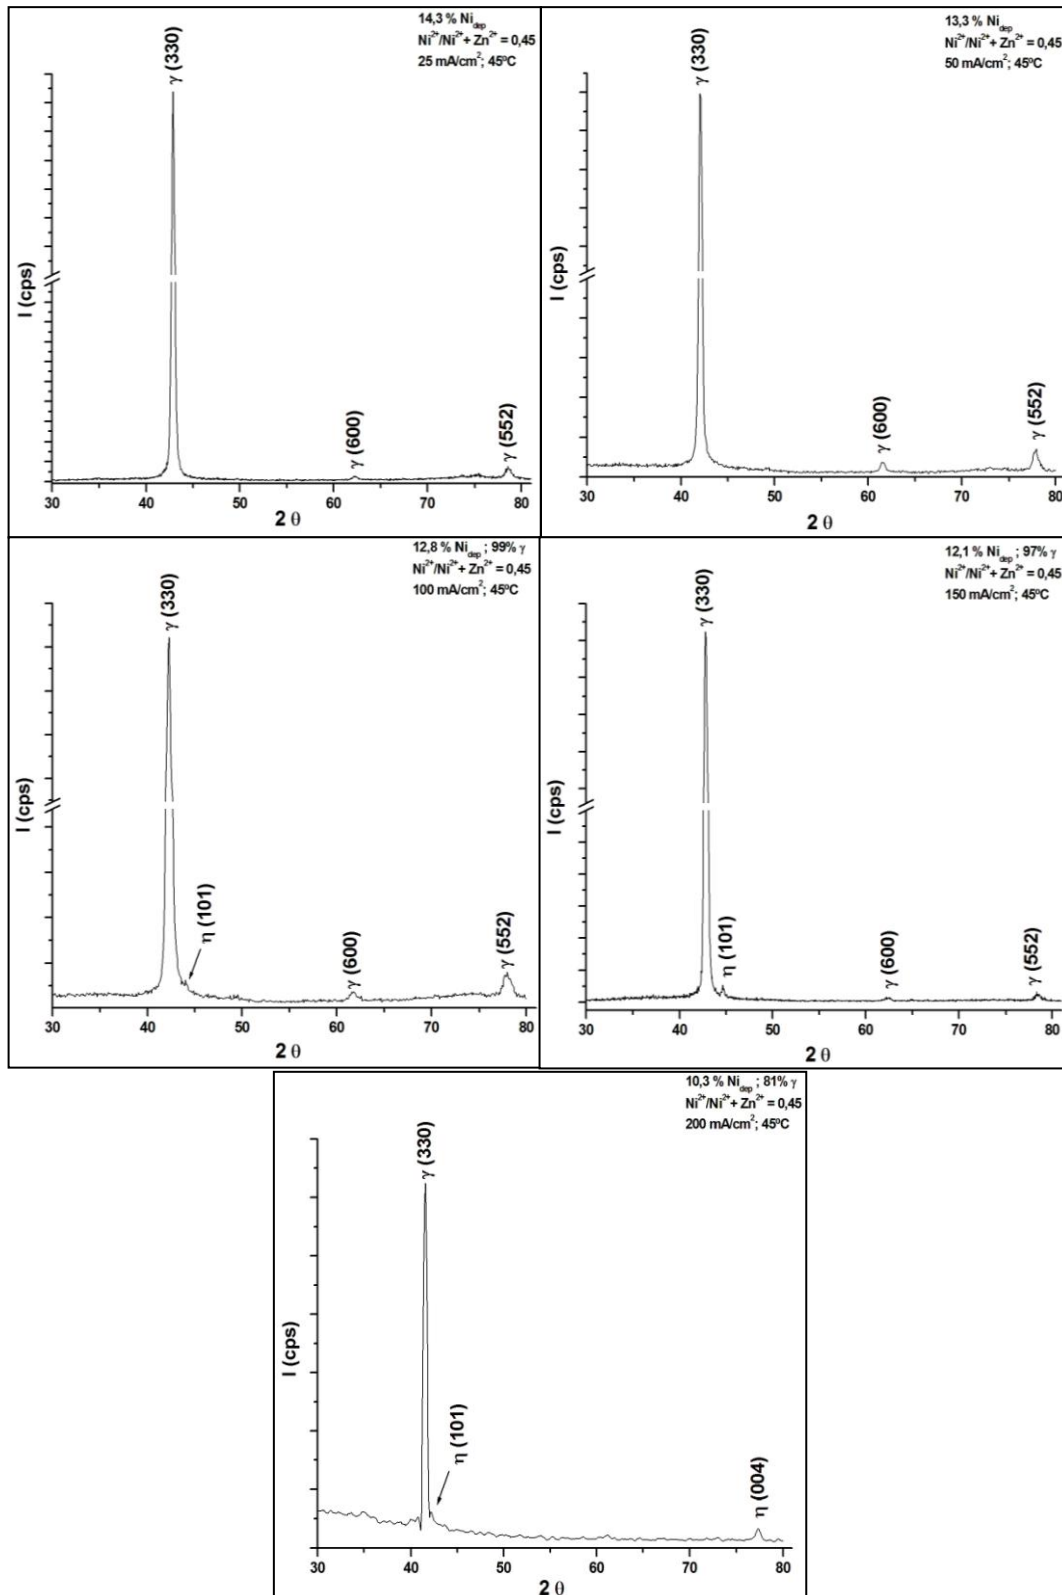 14,3 % Ni_dep
Ni²⁺/Ni²⁺+ Zn²⁺ = 0,45
25 mA/cm²; 45ºC
γ (330)
γ (600)
γ (552)
I (cps)
30 40 50 60 70 80
2 θ
13,3 % Ni_dep
Ni²⁺/Ni²⁺+ Zn²⁺ = 0,45
50 mA/cm²; 45ºC
γ (330)
γ (600)
γ (552)
I (cps)
30 40 50 60 70 80
2 θ
12,8 % Ni_dep ; 99% γ
Ni²⁺/Ni²⁺+ Zn²⁺ = 0,45
100 mA/cm²; 45ºC
γ (330)
η (101)
γ (600)
γ (552)
I (cps)
30 40 50 60 70 80
2 θ
12,1 % Ni_dep ; 97% γ
Ni²⁺/Ni²⁺+ Zn²⁺ = 0,45
150 mA/cm²; 45ºC
γ (330)
η (101)
γ (600)
γ (552)
I (cps)
30 40 50 60 70 80
2 θ
10,3 % Ni_dep ; 81% γ
Ni²⁺/Ni²⁺+ Zn²⁺ = 0,45
200 mA/cm²; 45ºC
γ (330)
η (101)
η (004)
I (cps)
30 40 50 60 70 80
2 θ